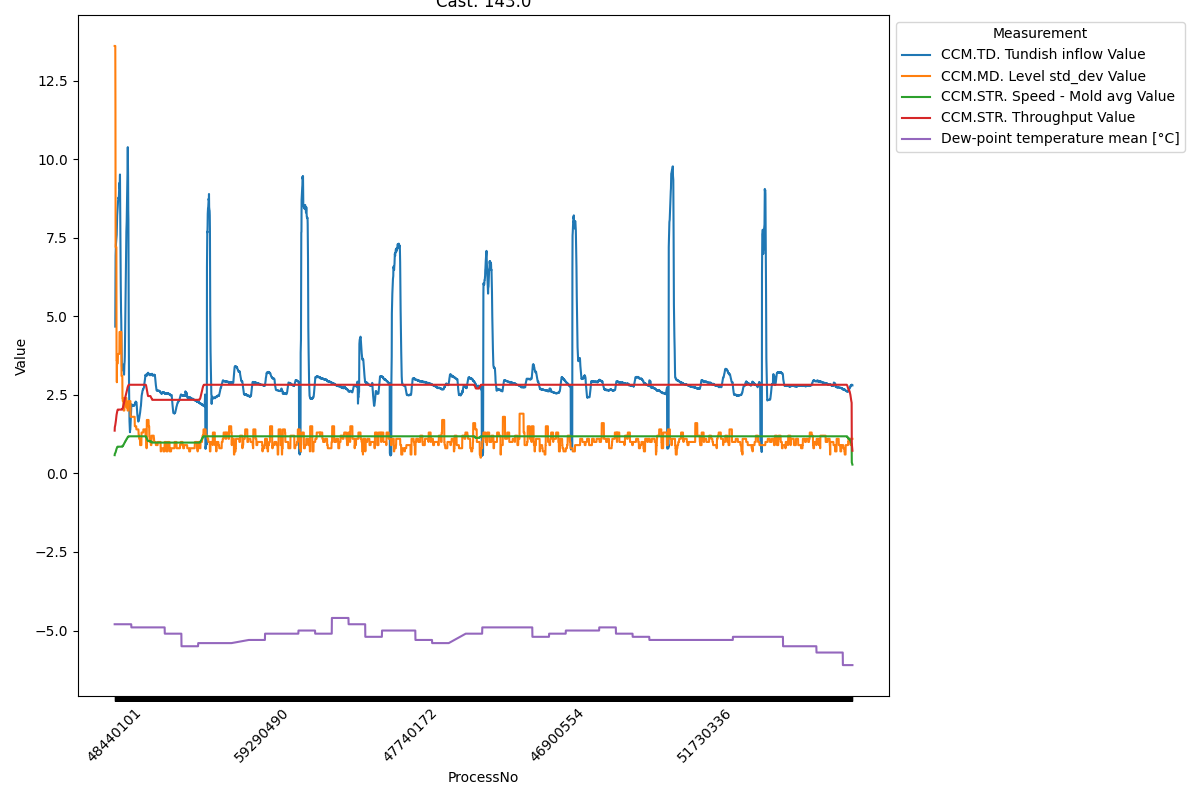 Cast: 143.0
Measurement
CCM.TD. Tundish inflow Value
CCM.MD. Level std_dev Value
CCM.STR. Speed - Mold avg Value
CCM.STR. Throughput Value
Dew-point temperature mean [°C]
Value
12.5
10.0
7.5
5.0
2.5
0.0
−2.5
−5.0
48440101
59290490
47740172
46900554
51730336
ProcessNo